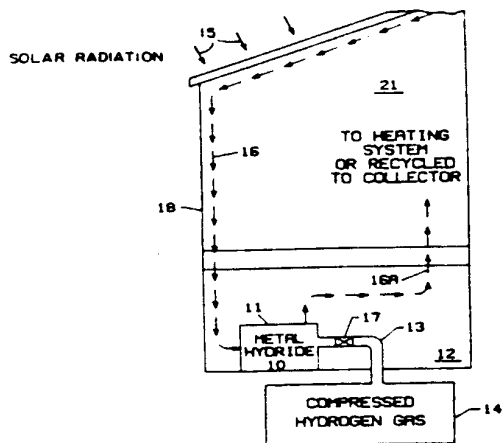 15
SOLAR RADIATION
21
TO HEATING
SYSTEM
OR RECYCLED
TO COLLECTOR
16
18
16A
11
17
13
METAL
HYDRIDE
10
12
COMPRESSED
HYDROGEN GAS
14